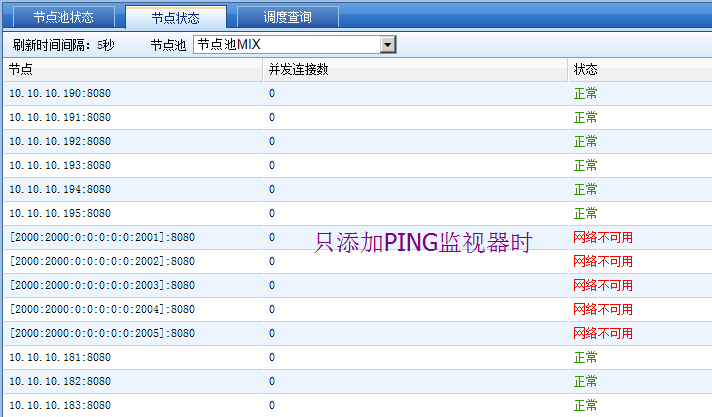 节点池状态 节点状态 调度查询
刷新时间间隔: 5秒 节点池 节点池MIX
节点 并发连接数 状态
10.10.10.190:8080 0 正常
10.10.10.191:8080 0 正常
10.10.10.192:8080 0 正常
10.10.10.193:8080 0 正常
10.10.10.194:8080 0 正常
10.10.10.195:8080 0 正常
[2000:2000:0:0:0:0:0:2001]:8080 0 只添加PING监视器时 网络不可用
[2000:2000:0:0:0:0:0:2002]:8080 0 网络不可用
[2000:2000:0:0:0:0:0:2003]:8080 0 网络不可用
[2000:2000:0:0:0:0:0:2004]:8080 0 网络不可用
[2000:2000:0:0:0:0:0:2005]:8080 0 网络不可用
10.10.10.181:8080 0 正常
10.10.10.182:8080 0 正常
10.10.10.183:8080 0 正常